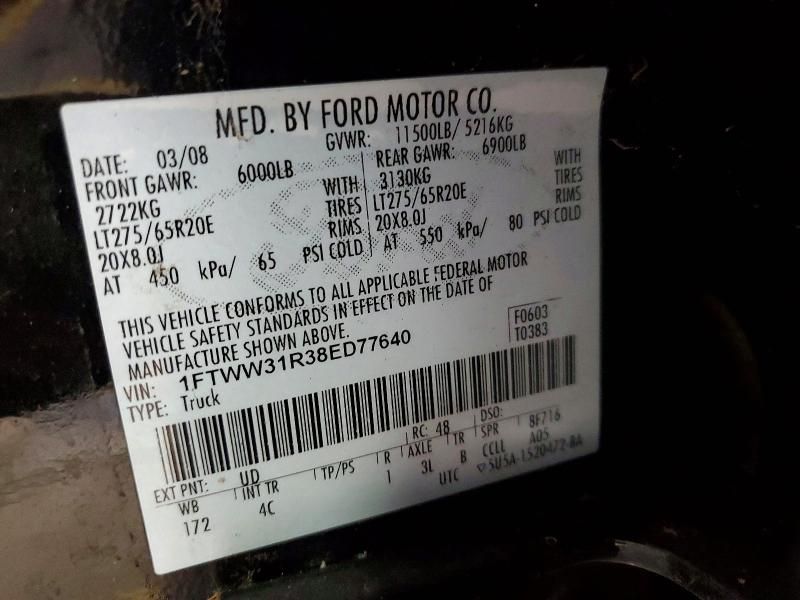 MFD. BY FORD MOTOR CO.
DATE: 03/08 GVWR: 11500LB/ 5216KG
FRONT GAWR: 6000LB REAR GAWR: 6900LB
2722KG WITH 3130KG WITH
LT275/65R20E TIRES LT275/65R20E TIRES
20X8.0J RIMS 20X8.0J RIMS
AT 450 kPa/ 65 PSI COLD AT 550 kPa/ 80 PSI COLD
THIS VEHICLE CONFORMS TO ALL APPLICABLE FEDERAL MOTOR
VEHICLE SAFETY STANDARDS IN EFFECT ON THE DATE OF
MANUFACTURE SHOWN ABOVE.
F0603
T0383
VIN: 1FTWW31R38ED77640
TYPE: Truck
RC: 48 DSO:
EXT PNT: UD 8F716
WB INT TR TP/PS R AXLE TR SPR
172 4C 1 3L B CCLL A05
UTC 5U5A-1520472-BA